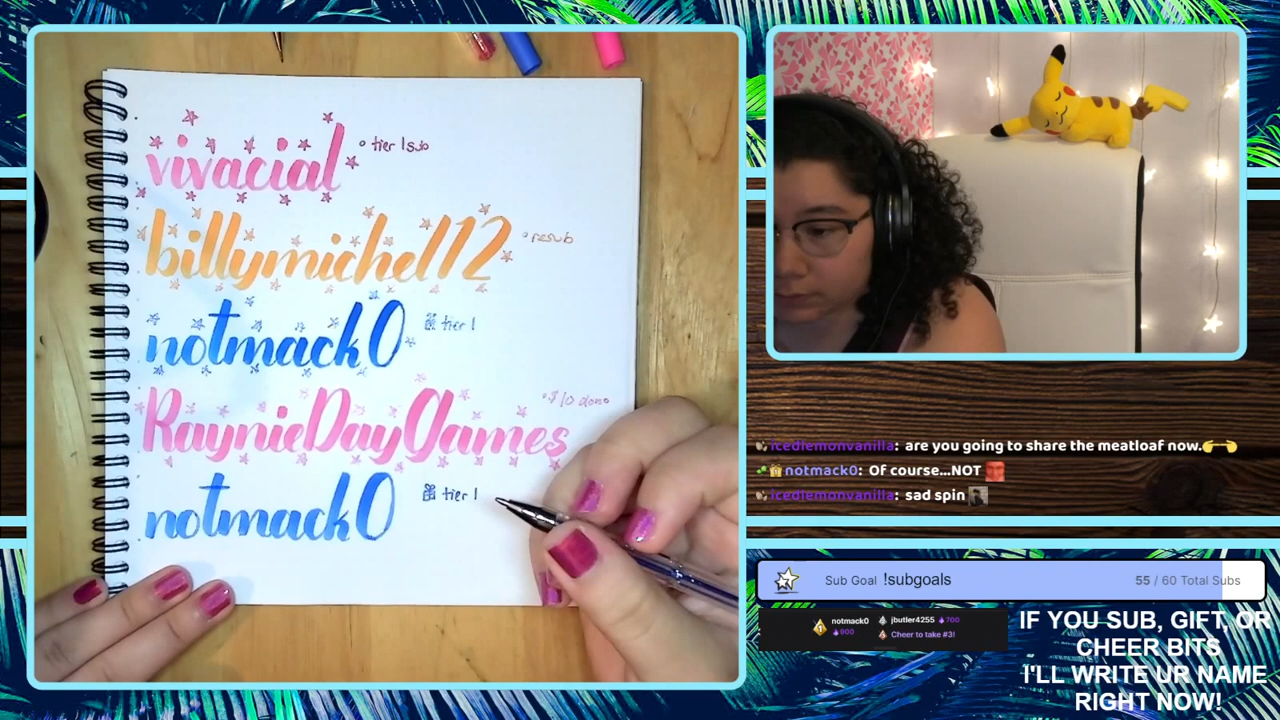 vivacial
° tier 1 sub
billymichel12
° resub
notmack0
tier 1
RaynieDayGames
° $10 dono
notmack0
tier 1
icedlemonvanilla: are you going to share the meatloaf now.
notmack0: Of course...NOT
icedlemonvanilla: sad spin
Sub Goal !subgoals 55 / 60 Total Subs
1 notmack0 900
jbutler4255 700
Cheer to take #3!
IF YOU SUB, GIFT, OR
CHEER BITS
I'LL WRITE UR NAME
RIGHT NOW!